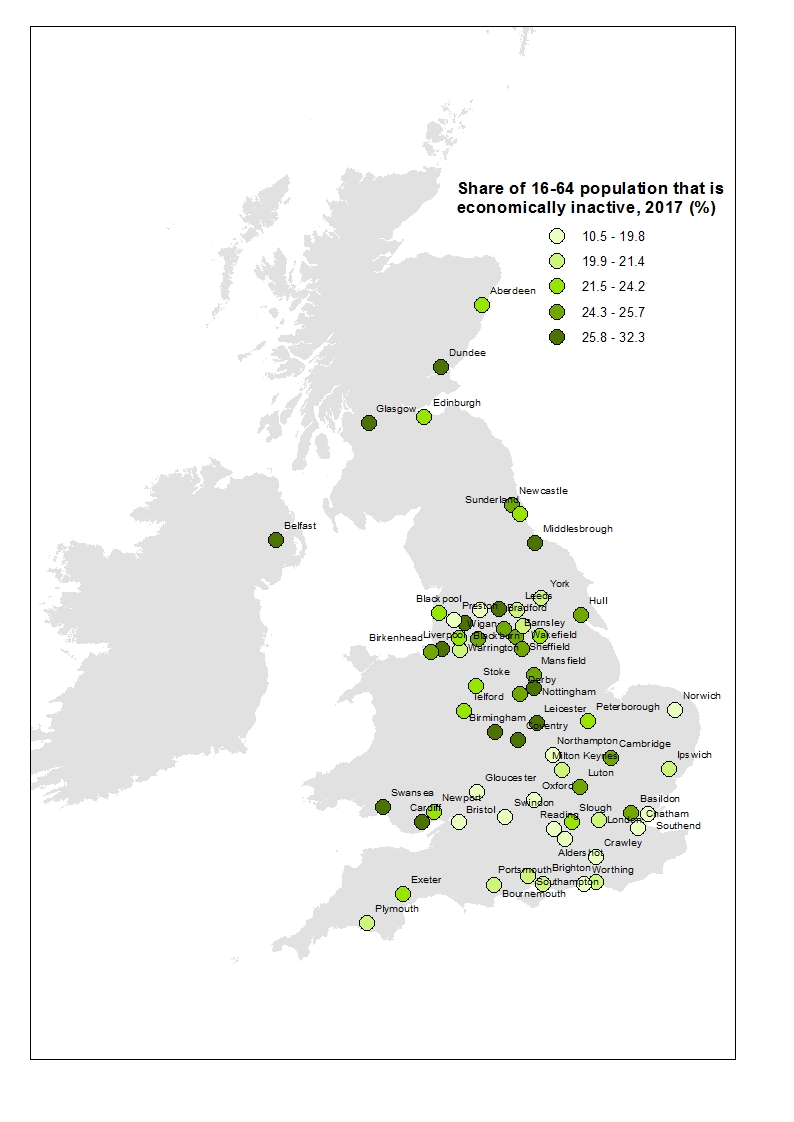 Share of 16-64 population that is
economically inactive, 2017 (%)
10.5 - 19.8
19.9 - 21.4
21.5 - 24.2
24.3 - 25.7
25.8 - 32.3
Aberdeen
Dundee
Glasgow
Edinburgh
Newcastle
Sunderland
Belfast
Middlesbrough
York
Leeds
Blackpool
Preston
Bradford
Hull
Wigan
Barnsley
Birkenhead
Liverpool
Blackburn
Wakefield
Warrington
Sheffield
Mansfield
Stoke
Derby
Nottingham
Telford
Norwich
Leicester
Peterborough
Birmingham
Coventry
Northampton
Cambridge
Milton Keynes
Ipswich
Luton
Gloucester
Oxford
Swansea
Newport
Basildon
Cardiff
Bristol
Swindon
Slough
Reading
London
Chatham
Southend
Crawley
Aldershot
Portsmouth
Brighton
Worthing
Exeter
Southampton
Bournemouth
Plymouth